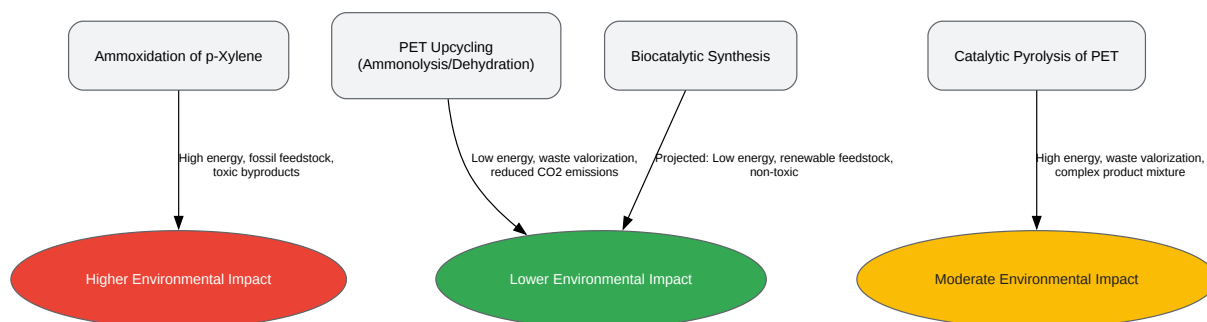 Ammoxidation of p-Xylene
PET Upcycling
(Ammonolysis/Dehydration)
Biocatalytic Synthesis
Catalytic Pyrolysis of PET
High energy, fossil feedstock,
toxic byproducts
Low energy, waste valorization,
reduced CO2 emissions
Projected: Low energy, renewable feedstock,
non-toxic
High energy, waste valorization,
complex product mixture
Higher Environmental Impact
Lower Environmental Impact
Moderate Environmental Impact